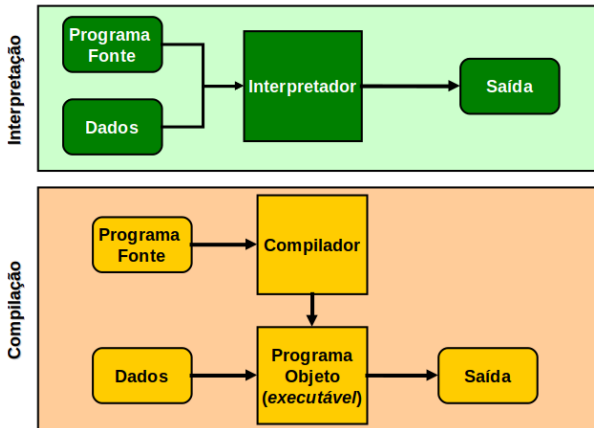 Interpretação
Programa
Fonte
Dados
Interpretador
Saída
Compilação
Programa
Fonte
Compilador
Dados
Programa
Objeto
(executável)
Saída